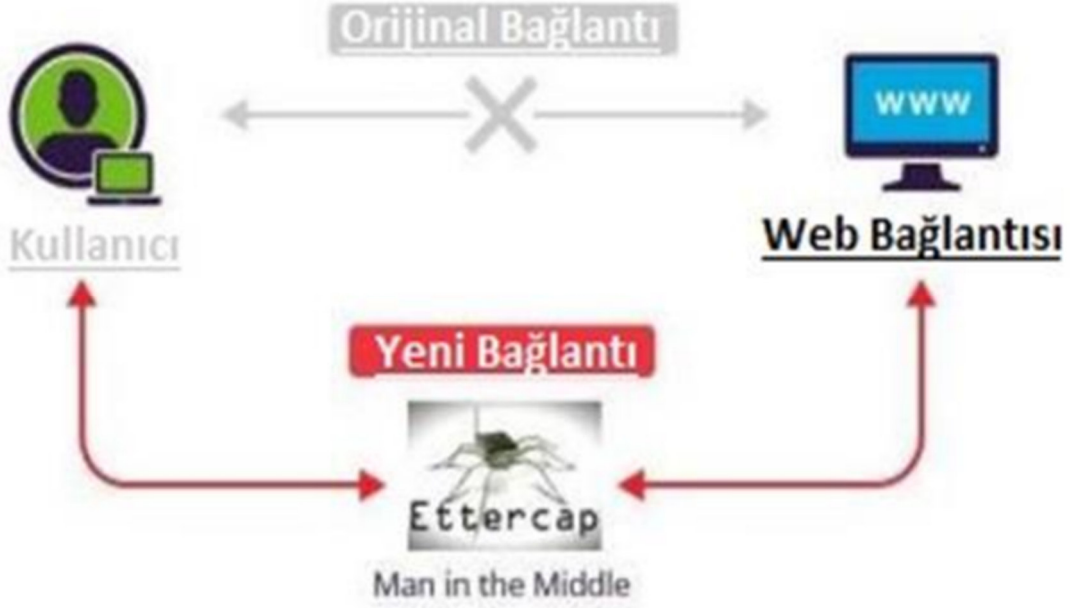 Orijinal Bağlantı
WWW
Kullanıcı
Web Bağlantısı
Yeni Bağlantı
Ettercap
Man in the Middle